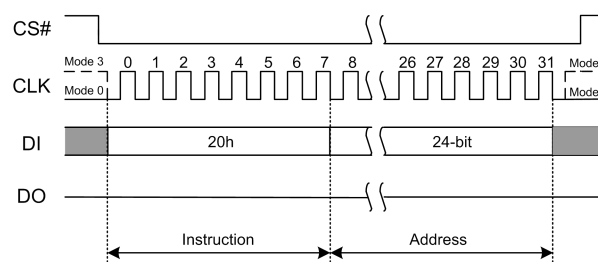 CS#
Mode 3 0 1 2 3 4 5 6 7 8 26 27 28 29 30 31 Mode
CLK
Mode 0 Mode
DI 20h 24-bit
DO
Instruction Address